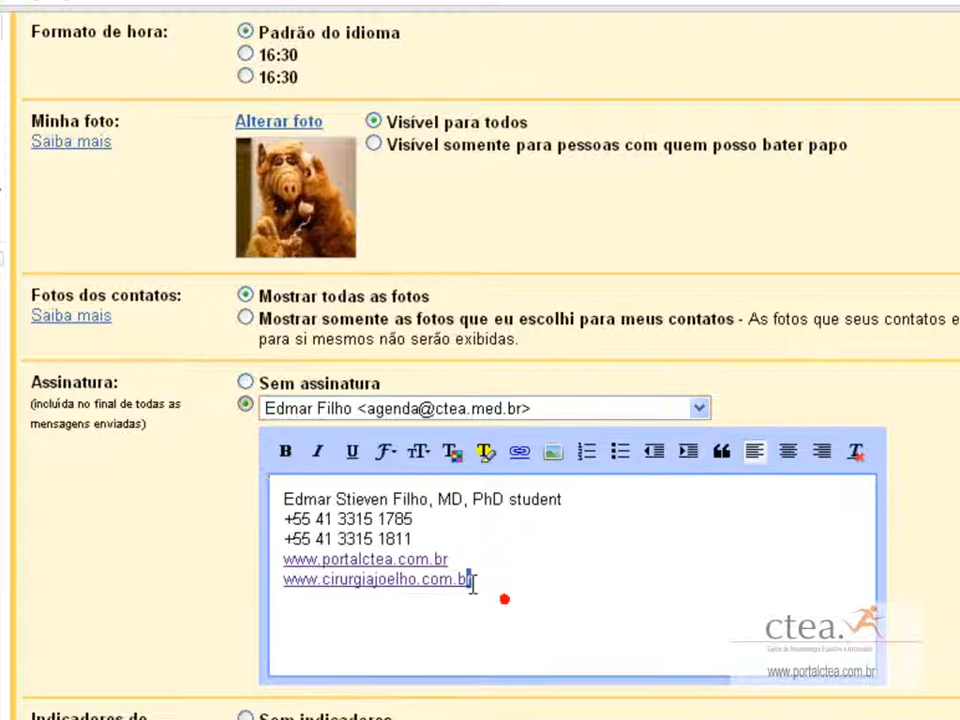 Formato de hora:
Padrão do idioma
16:30
16:30
Minha foto:
Saiba mais
Alterar foto
Visível para todos
Visível somente para pessoas com quem posso bater papo
Fotos dos contatos:
Saiba mais
Mostrar todas as fotos
Mostrar somente as fotos que eu escolhi para meus contatos - As fotos que seus contatos e
para si mesmos não serão exibidas.
Assinatura:
(incluída no final de todas as
mensagens enviadas)
Sem assinatura
Edmar Filho <agenda@ctea.med.br>
B I U
Edmar Stieven Filho, MD, PhD student
+55 41 3315 1785
+55 41 3315 1811
www.portalctea.com.br
www.cirurgiajoelho.com.br
ctea.
www.portalctea.com.br
Indicadores de
Sem indicadores